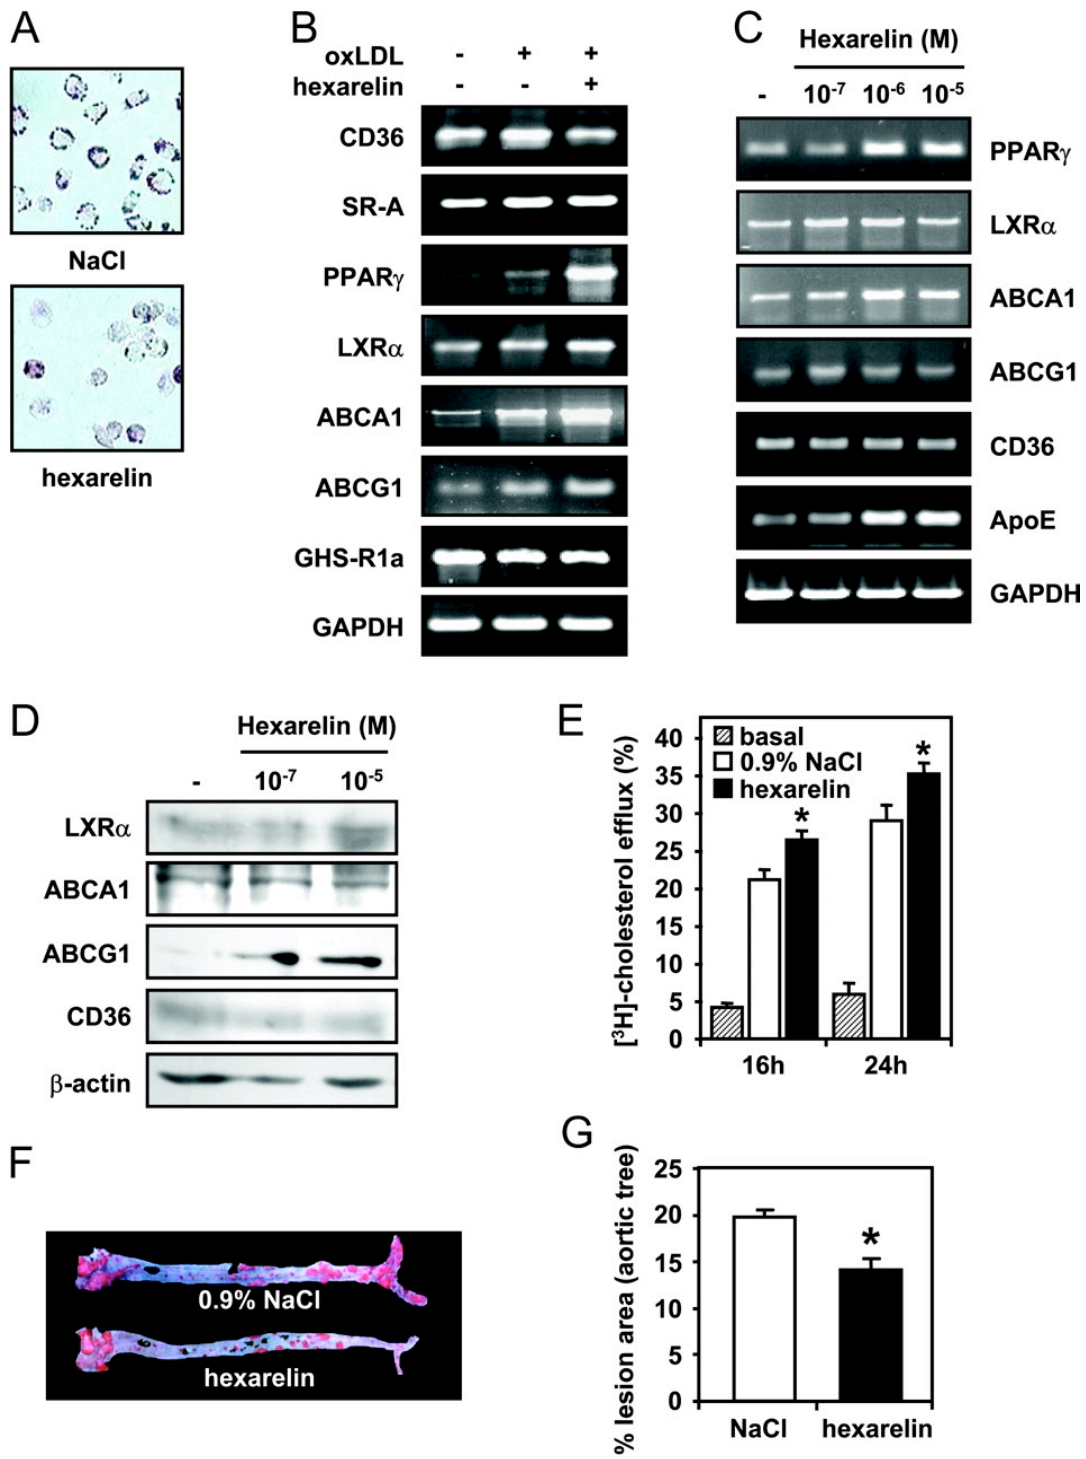 A
NaCl
hexarelin
B
oxLDL - + +
hexarelin - - +
CD36
SR-A
PPARγ
LXRα
ABCA1
ABCG1
GHS-R1a
GAPDH
C
Hexarelin (M)
- 10-7 10-6 10-5
PPARγ
LXRα
ABCA1
ABCG1
CD36
ApoE
GAPDH
D
Hexarelin (M)
- 10-7 10-5
LXRα
ABCA1
ABCG1
CD36
β-actin
E
[3H]-cholesterol efflux (%)
40
35
30
25
20
15
10
5
0
basal
0.9% NaCl
hexarelin
*
*
16h 24h
F
0.9% NaCl
hexarelin
G
% lesion area (aortic tree)
25
20
15
10
5
0
*
NaCl hexarelin